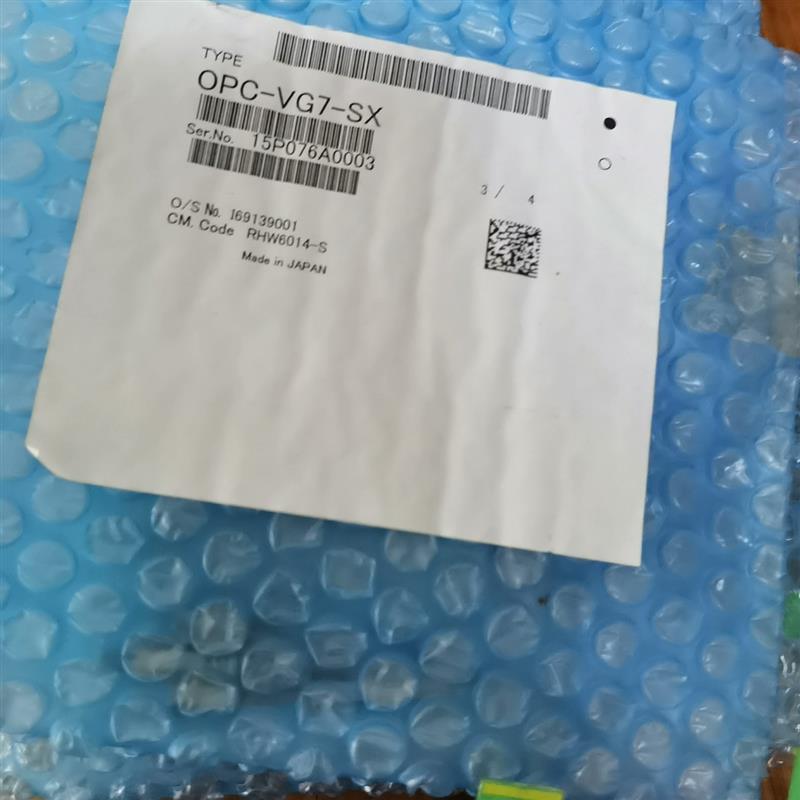 TYPE
OPC-VG7-SX
Ser.No. 15P076A0003
3/ 4
O/S No. I69139001
CM. Code RHW6014-S
Made in JAPAN